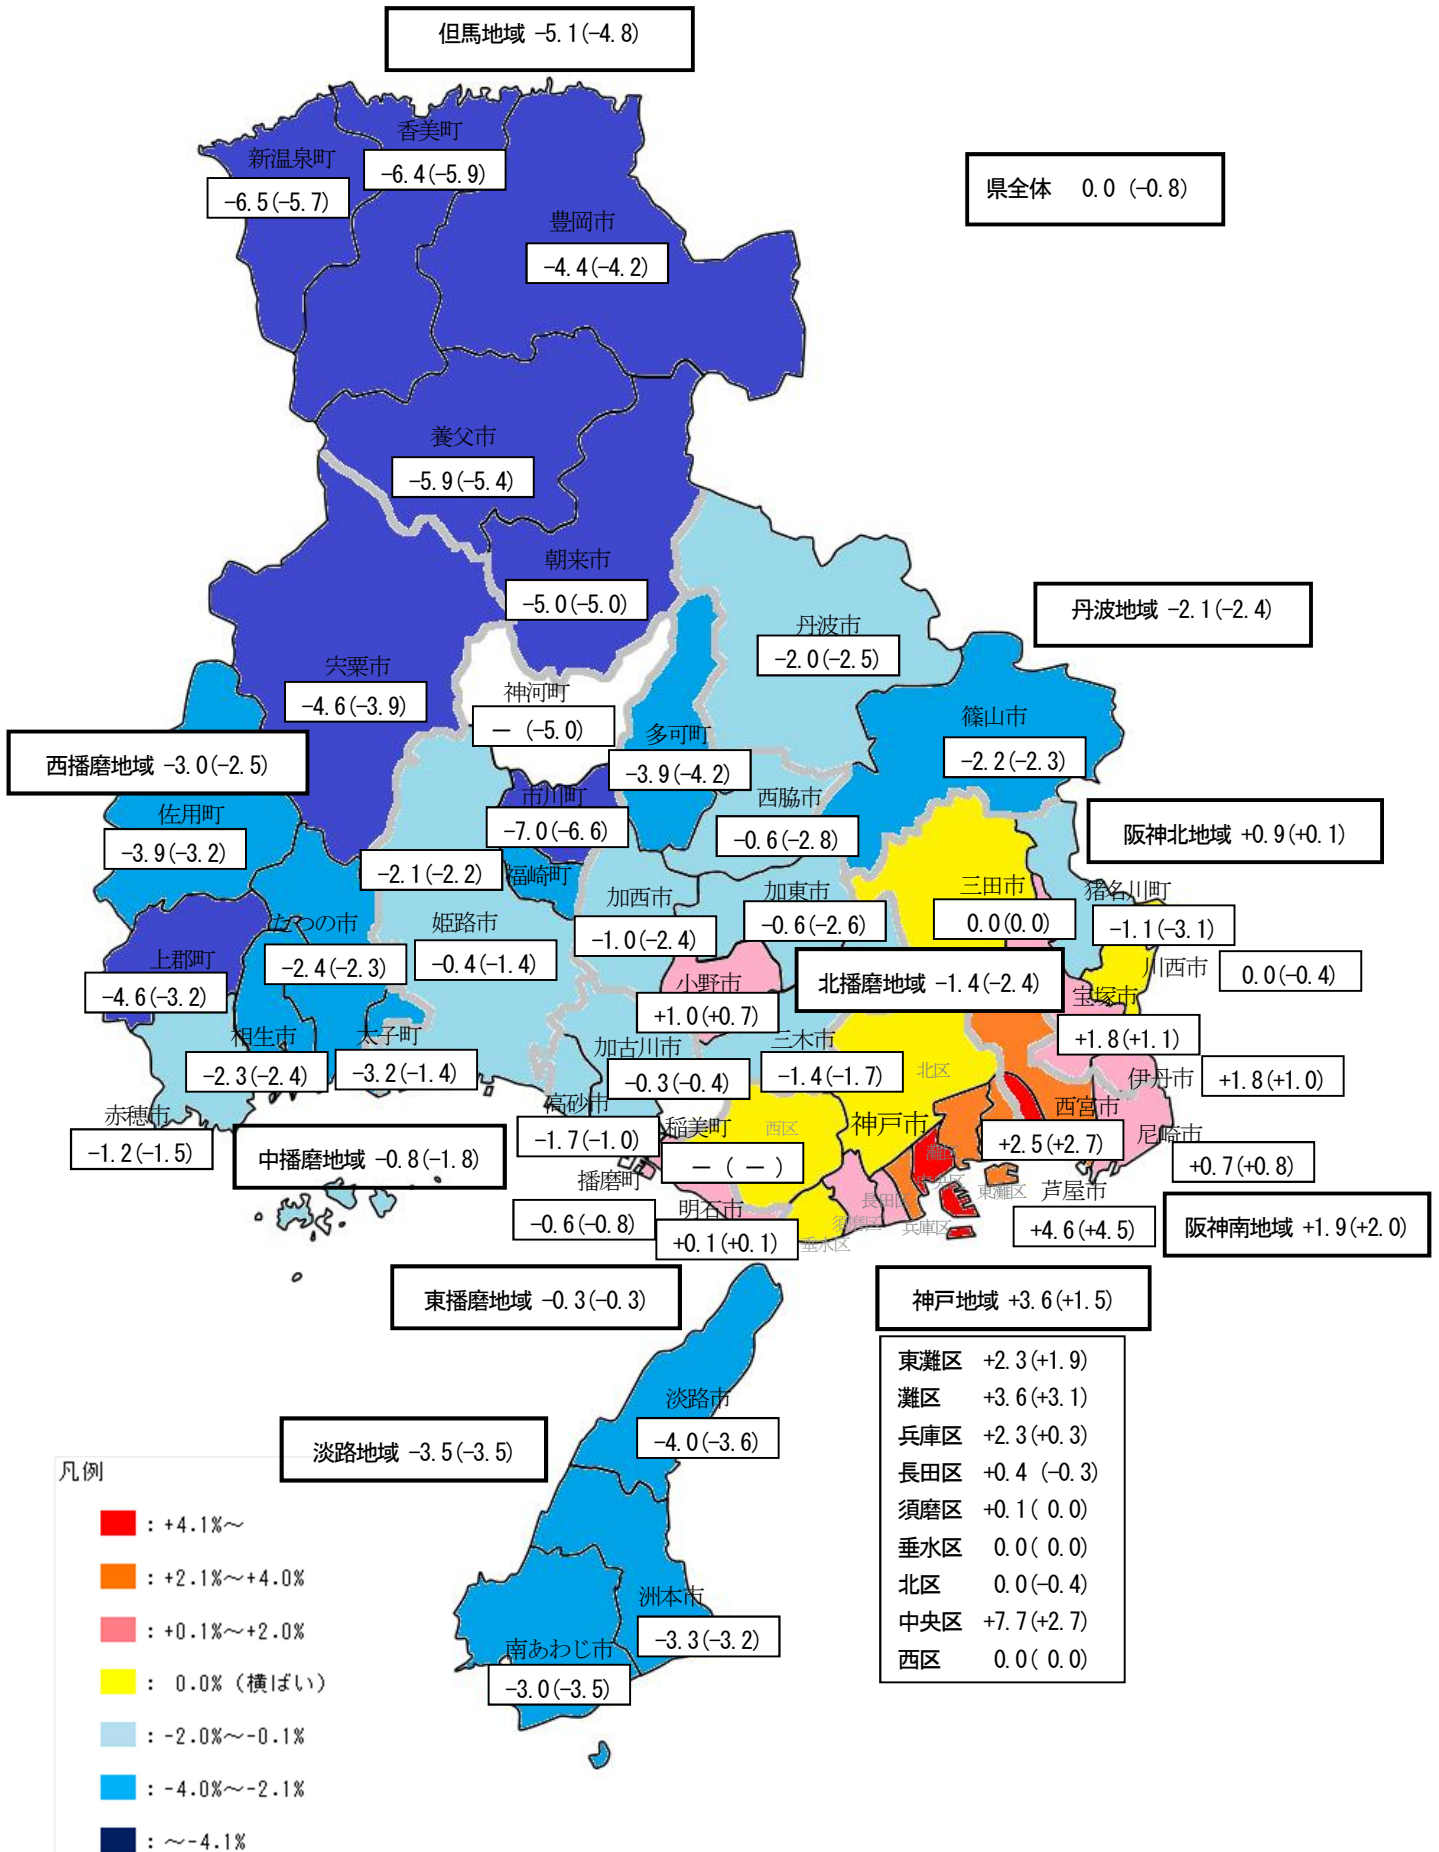 但馬地域 -5.1(-4.8)
香美町
-6.4(-5.9)
新温泉町
-6.5(-5.7)
県全体 0.0 (-0.8)
豊岡市
-4.4(-4.2)
養父市
-5.9(-5.4)
朝来市
-5.0(-5.0)
丹波地域 -2.1(-2.4)
丹波市
-2.0(-2.5)
宍粟市
-4.6(-3.9)
神河町
－ (-5.0)
多可町
-3.9(-4.2)
篠山市
-2.2(-2.3)
西播磨地域 -3.0(-2.5)
市川町
-7.0(-6.6)
西脇市
-0.6(-2.8)
佐用町
-3.9(-3.2)
阪神北地域 +0.9(+0.1)
-2.1(-2.2)
福崎町
加西市
-1.0(-2.4)
加東市
-0.6(-2.6)
三田市
0.0(0.0)
猪名川町
-1.1(-3.1)
たつの市
-2.4(-2.3)
姫路市
-0.4(-1.4)
上郡町
-4.6(-3.2)
小野市
+1.0(+0.7)
北播磨地域 -1.4(-2.4)
川西市
0.0(-0.4)
宝塚市
+1.8(+1.1)
相生市
-2.3(-2.4)
太子町
-3.2(-1.4)
加古川市
-0.3(-0.4)
三木市
-1.4(-1.7)
北区
伊丹市
+1.8(+1.0)
赤穂市
-1.2(-1.5)
高砂市
-1.7(-1.0)
稲美町
－ ( － )
西区
神戸市
西宮市
+2.5(+2.7)
尼崎市
+0.7(+0.8)
中播磨地域 -0.8(-1.8)
播磨町
-0.6(-0.8)
明石市
+0.1(+0.1)
灘区
中央区
東灘区
長田区
須磨区
兵庫区
垂水区
芦屋市
+4.6(+4.5)
阪神南地域 +1.9(+2.0)
東播磨地域 -0.3(-0.3)
神戸地域 +3.6(+1.5)
東灘区 +2.3(+1.9)
灘区 +3.6(+3.1)
兵庫区 +2.3(+0.3)
長田区 +0.4 (-0.3)
須磨区 +0.1( 0.0)
垂水区 0.0( 0.0)
北区 0.0(-0.4)
中央区 +7.7(+2.7)
西区 0.0( 0.0)
淡路市
-4.0(-3.6)
淡路地域 -3.5(-3.5)
洲本市
-3.3(-3.2)
南あわじ市
-3.0(-3.5)
凡例
：+4.1%～
：+2.1%～+4.0%
：+0.1%～+2.0%
： 0.0%（横ばい）
：-2.0%～-0.1%
：-4.0%～-2.1%
：～-4.1%